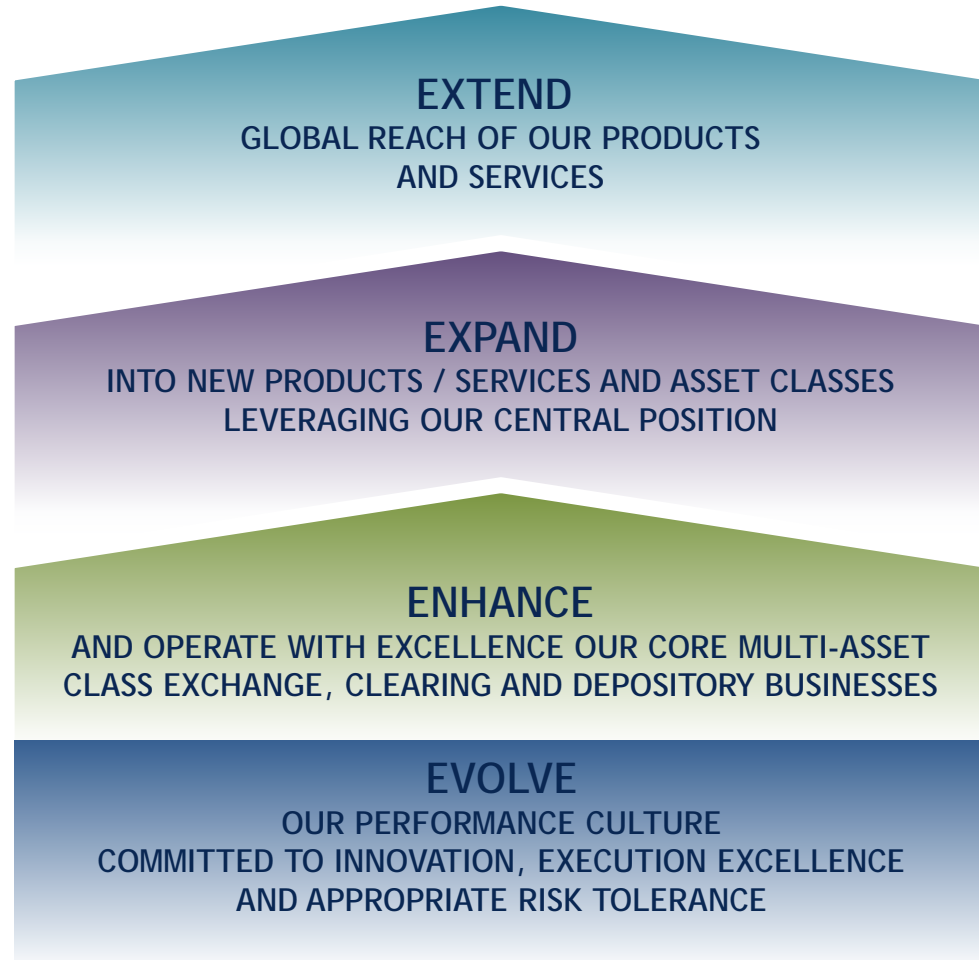 EXTEND
GLOBAL REACH OF OUR PRODUCTS
AND SERVICES
EXPAND
INTO NEW PRODUCTS / SERVICES AND ASSET CLASSES
LEVERAGING OUR CENTRAL POSITION
ENHANCE
AND OPERATE WITH EXCELLENCE OUR CORE MULTI-ASSET
CLASS EXCHANGE, CLEARING AND DEPOSITORY BUSINESSES
EVOLVE
OUR PERFORMANCE CULTURE
COMMITTED TO INNOVATION, EXECUTION EXCELLENCE
AND APPROPRIATE RISK TOLERANCE